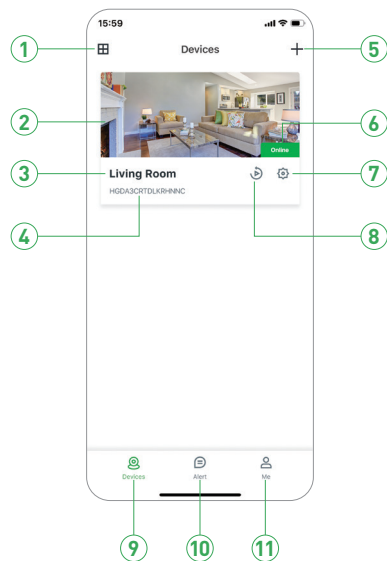 15:59
1
Devices
5
2
6
Online
3
Living Room
7
HGDA3CRTDLKRHNNC
4
8
Devices
Alert
Me
9
10
11